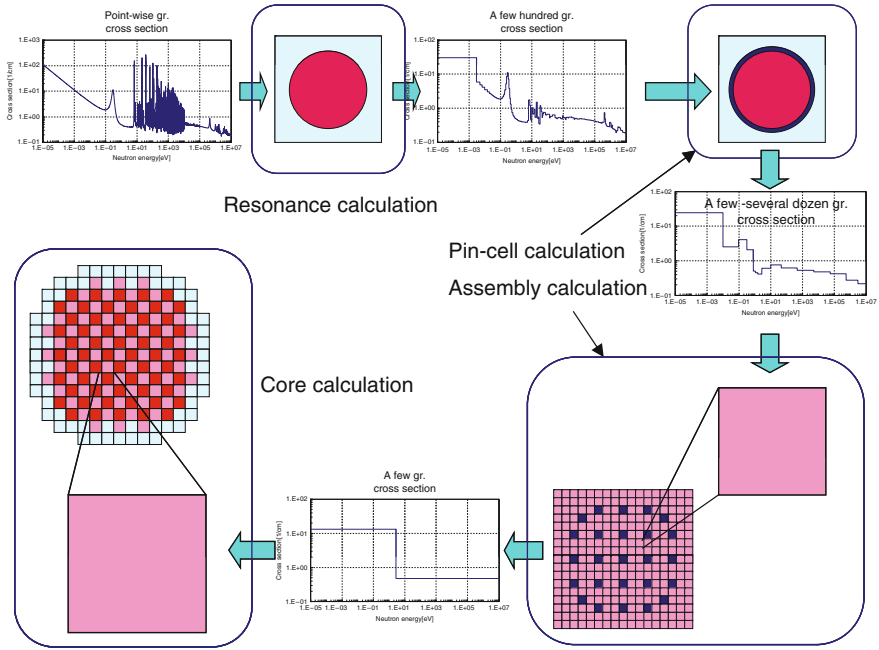 Point-wise gr.
cross section
Cross section[1/cm]
1.E+03
1.E+02
1.E+01
1.E+00
1.E−01
1.E−05 1.E−03 1.E−01 1.E+01 1.E+03 1.E+05 1.E+07
Neutron energy[eV]
A few hundred gr.
cross section
Cross section[1/cm]
1.E+02
1.E+01
1.E+00
1.E−01
1.E−05 1.E−03 1.E−01 1.E+01 1.E+03 1.E+05 1.E+07
Neutron energy[eV]
Resonance calculation
A few -several dozen gr.
cross section
Cross section[1/cm]
1.E+02
1.E+01
1.E+00
1.E−01
1.E−05 1.E−03 1.E−01 1.E+01 1.E+03 1.E+05 1.E+07
Neutron energy[eV]
Pin-cell calculation
Assembly calculation
Core calculation
A few gr.
cross section
Cross section[1/cm]
1.E+02
1.E+01
1.E+00
1.E−01
1.E−05 1.E−03 1.E−01 1.E+01 1.E+03 1.E+05 1.E+07
Neutron energy[eV]